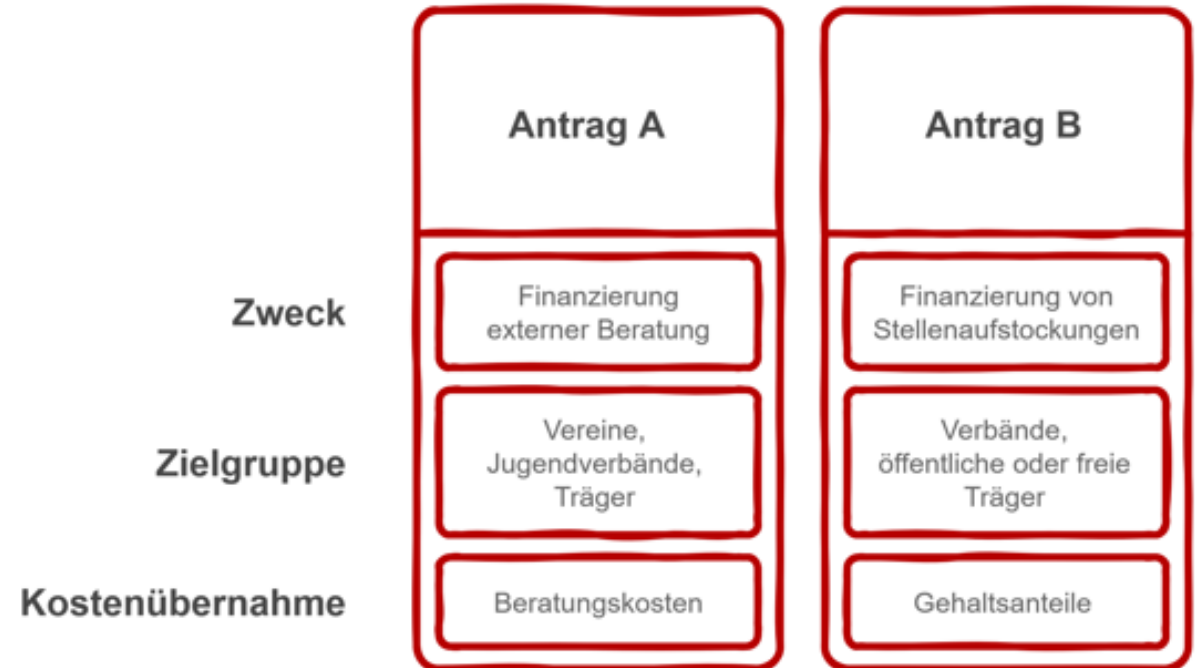 Antrag A
Antrag B
Zweck
Finanzierung
externer Beratung
Finanzierung von
Stellenaufstockungen
Zielgruppe
Vereine,
Jugendverbände,
Träger
Verbände,
öffentliche oder freie
Träger
Kostenübernahme
Beratungskosten
Gehaltsanteile